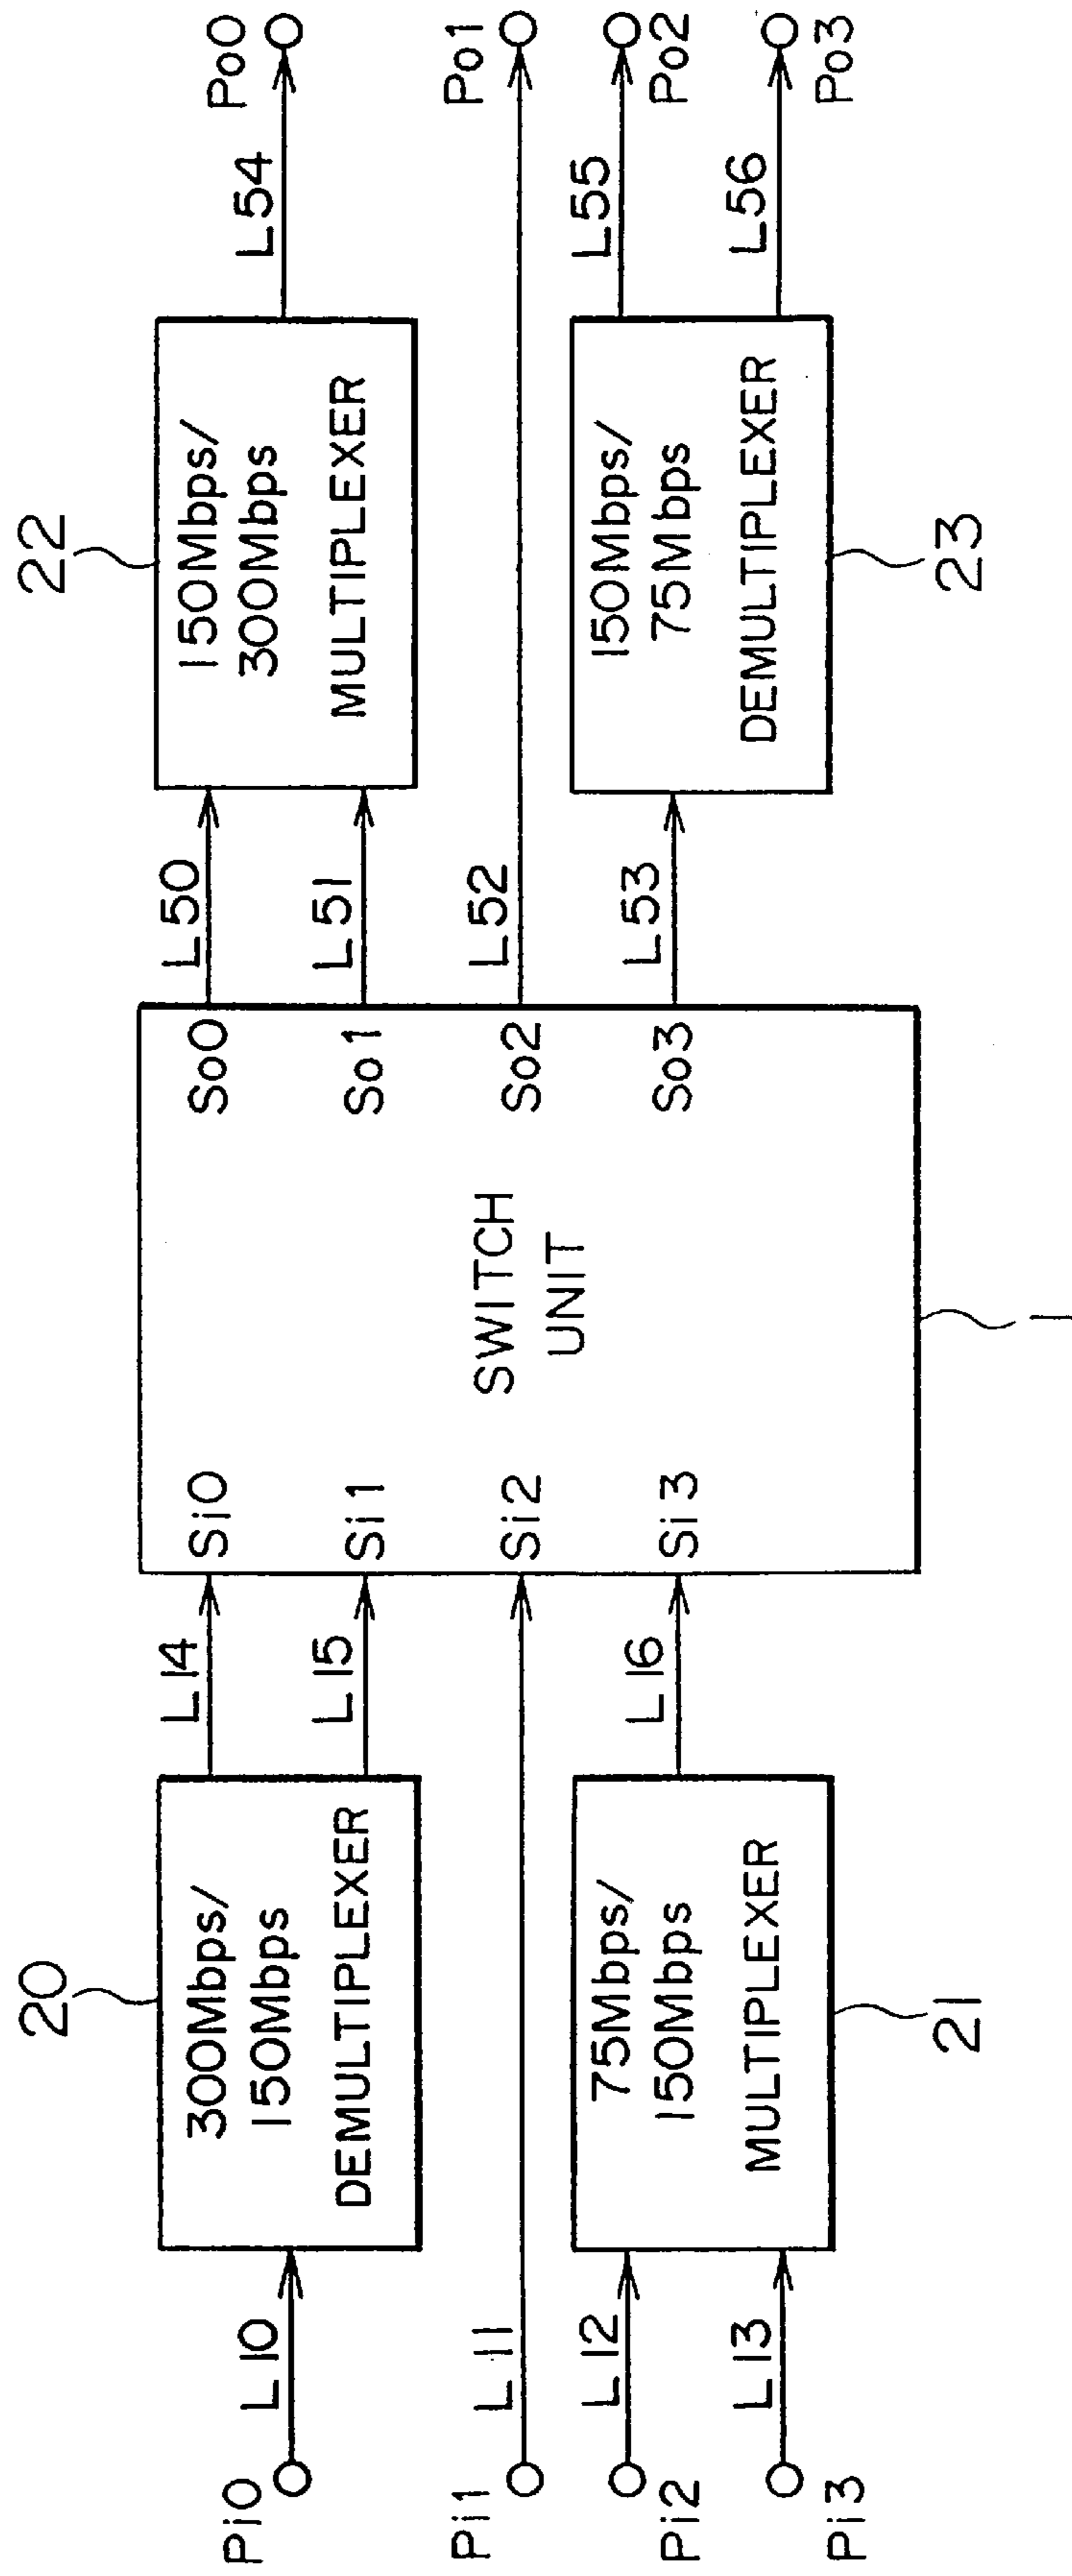 20
22
Pi0
L10
300Mbps/
150Mbps
DEMULTIPLEXER
L14
L15
Si0
Si1
Si2
Si3
SWITCH
UNIT
So0
So1
So2
So3
L50
L51
150Mbps/
300Mbps
MULTIPLEXER
L54
Po0
Pi1
L11
L52
Po1
Pi2
L12
Pi3
L13
75Mbps/
150Mbps
MULTIPLEXER
L16
L53
150Mbps/
75Mbps
DEMULTIPLEXER
L55
Po2
L56
Po3
21
1
23